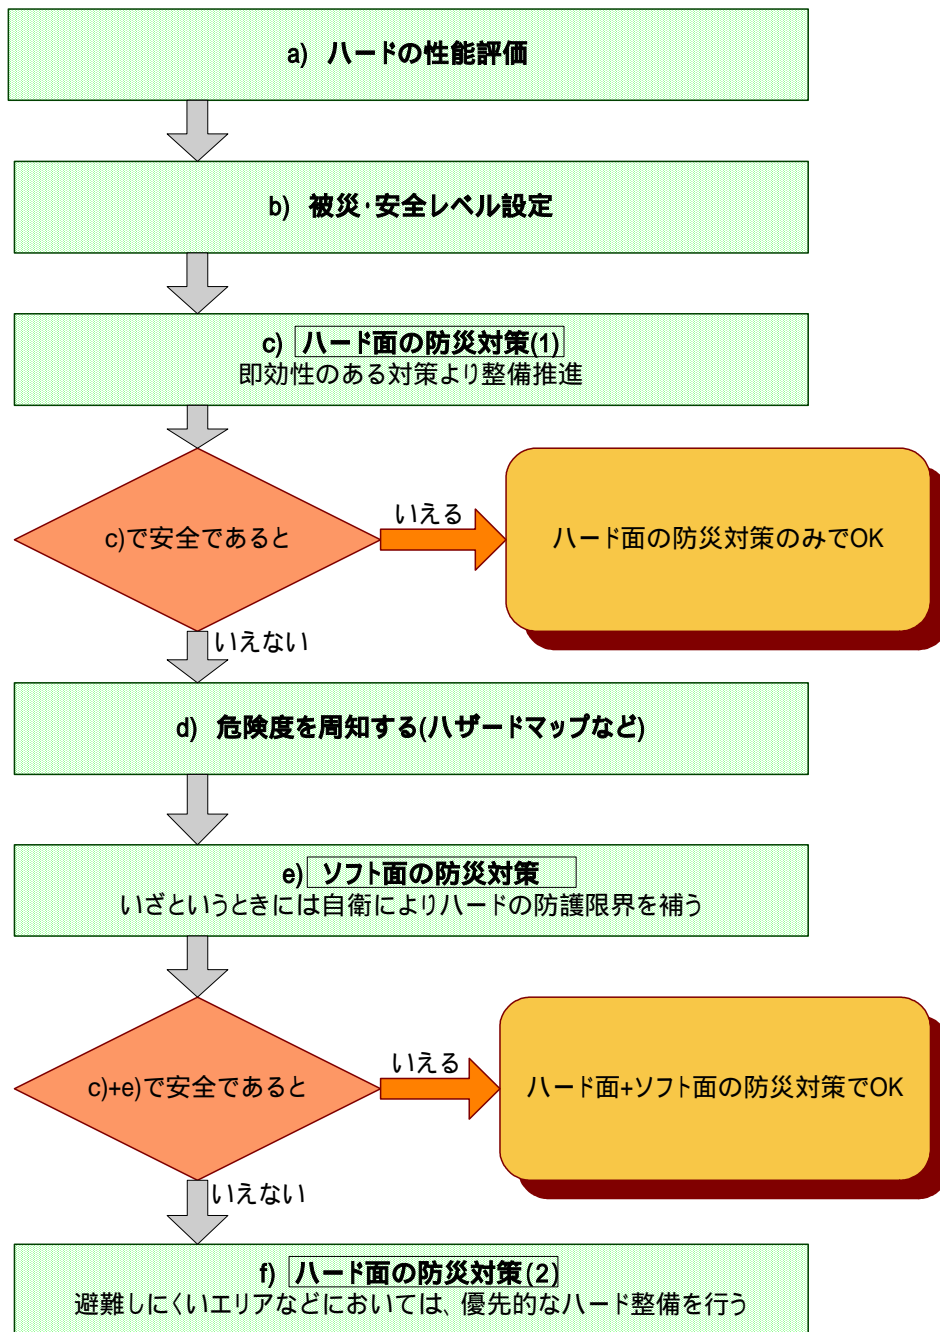 a) ハードの性能評価
b) 被災・安全レベル設定
c) ハード面の防災対策(1)
即効性のある対策より整備推進
c)で安全であると
いえる
ハード面の防災対策のみでOK
いえない
d) 危険度を周知する(ハザードマップなど)
e) ソフト面の防災対策
いざというときには自衛によりハードの防護限界を補う
c)+e)で安全であると
いえる
ハード面+ソフト面の防災対策でOK
いえない
f) ハード面の防災対策(2)
避難しにくいエリアなどにおいては、優先的なハード整備を行う